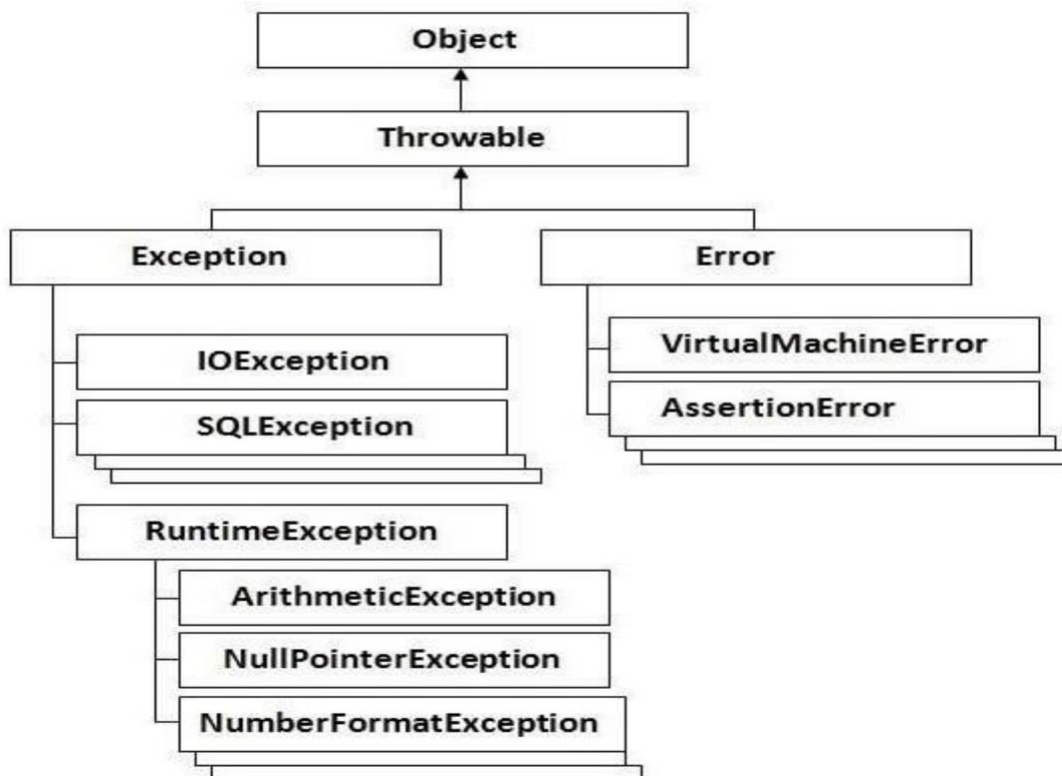 Object
Throwable
Exception
Error
IOException
SQLException
RuntimeException
ArithmeticException
NullPointerException
NumberFormatException
VirtualMachineError
AssertionError